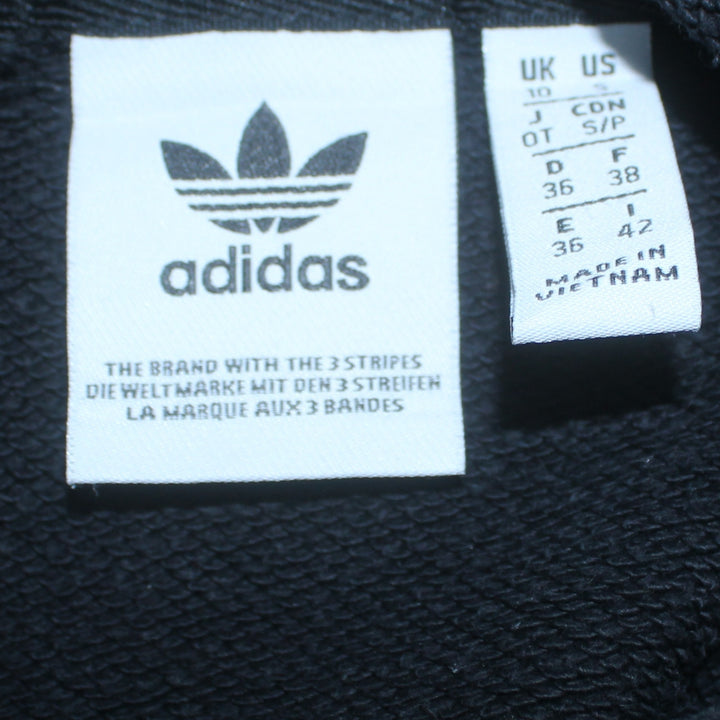 adidas
THE BRAND WITH THE 3 STRIPES
DIE WELTMARKE MIT DEN 3 STREIFEN
LA MARQUE AUX 3 BANDES
UK US
10 S
J CDN
OT S/P
D F
36 38
E I
36 42
MADE IN
VIETNAM